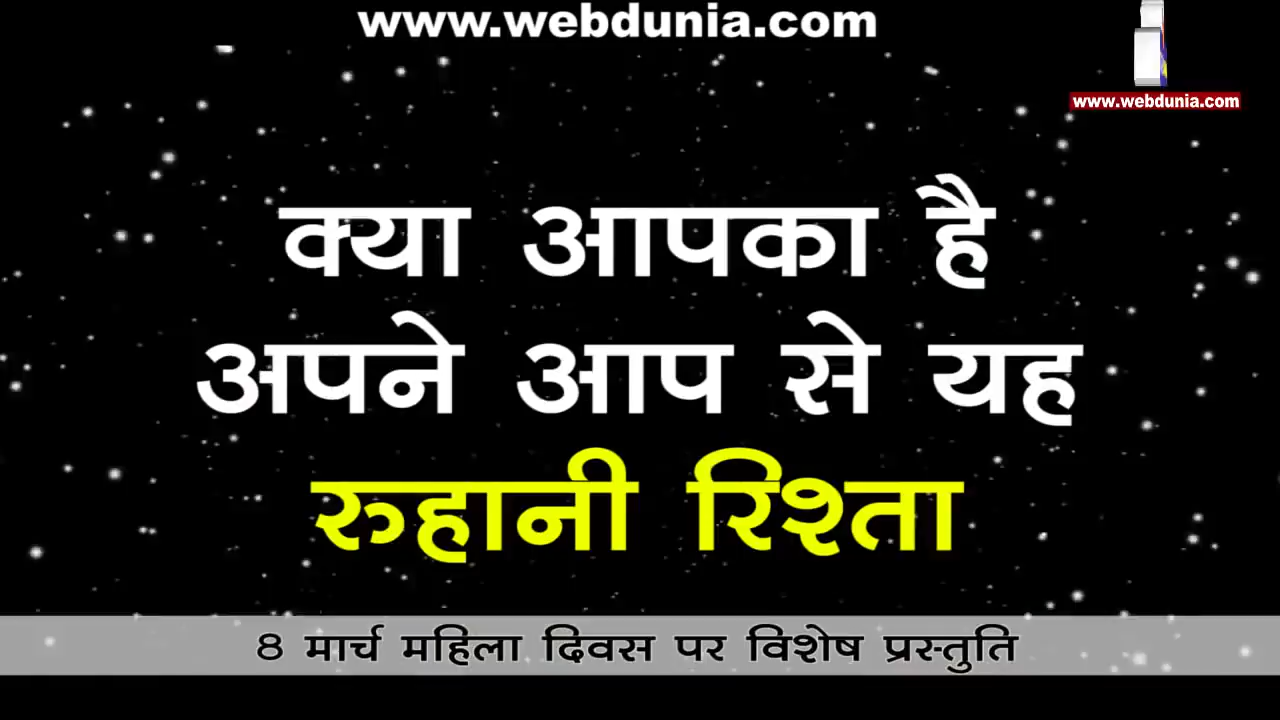 www.webdunia.com
www.webdunia.com
क्या आपका है
अपने आप से यह
रुहानी रिश्ता
8 मार्च महिला दिवस पर विशेष प्रस्तुति